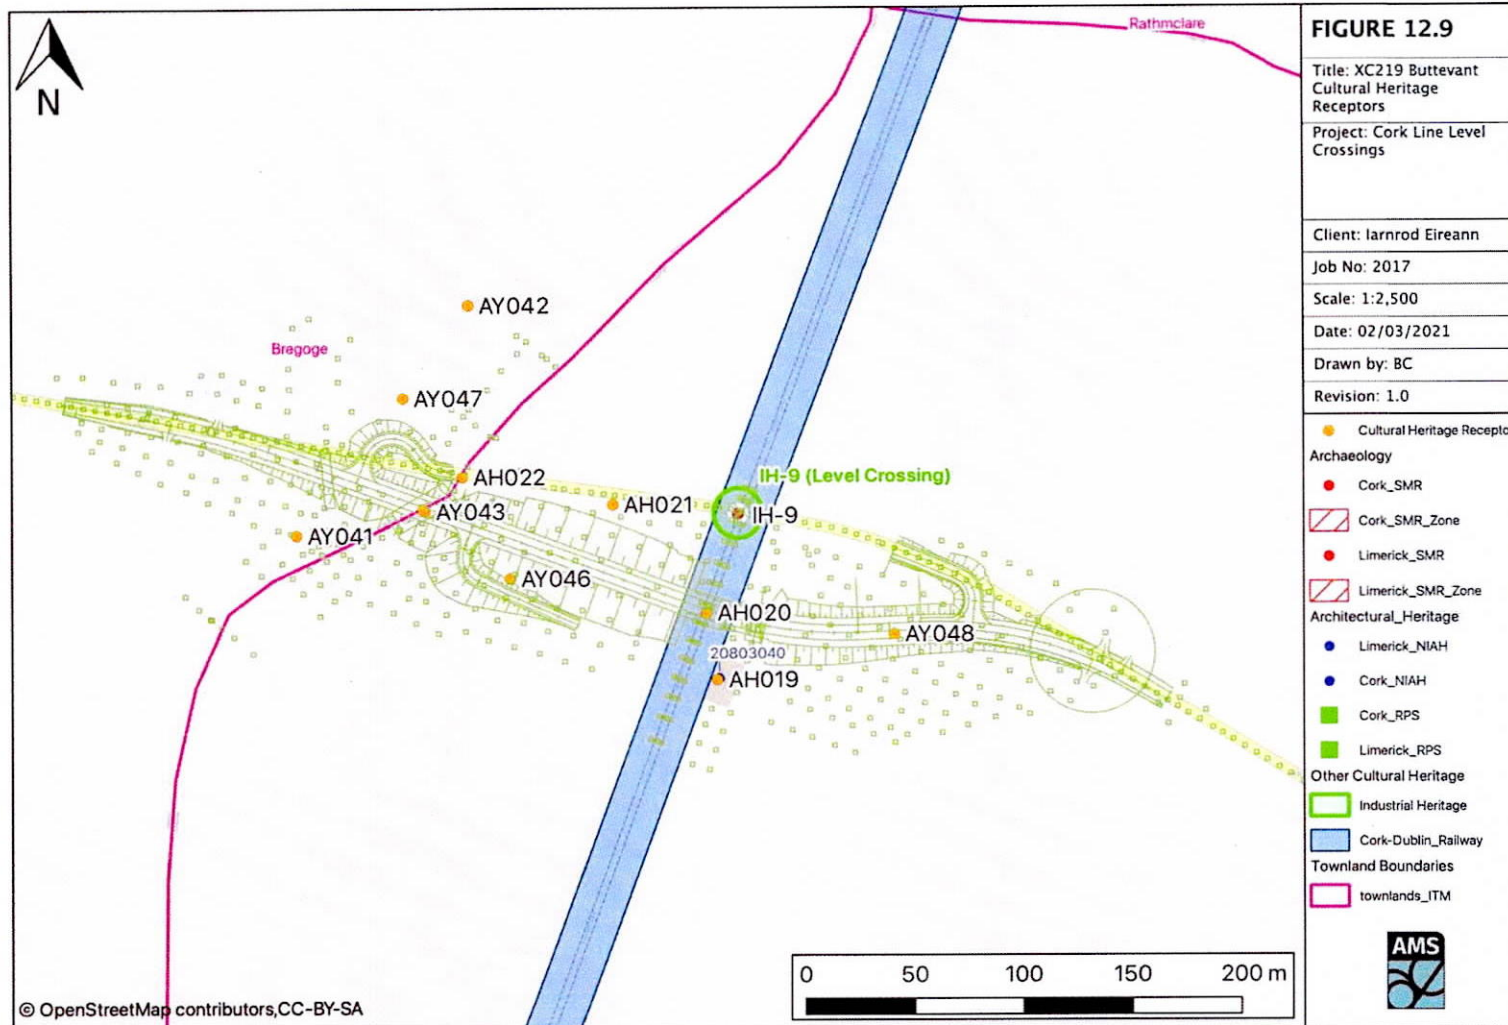 N
Rathmclare
AY042
Bregoge
AY047
AH022
IH-9 (Level Crossing)
AH021
IH-9
AY043
AY041
AY046
AH020
AY048
20803040
AH019
0 50 100 150 200 m
© OpenStreetMap contributors,CC-BY-SA
FIGURE 12.9
Title: XC219 Buttevant
Cultural Heritage
Receptors
Project: Cork Line Level
Crossings
Client: Iarnrod Eireann
Job No: 2017
Scale: 1:2,500
Date: 02/03/2021
Drawn by: BC
Revision: 1.0
Cultural Heritage Recepto
Archaeology
Cork_SMR
Cork_SMR_Zone
Limerick_SMR
Limerick_SMR_Zone
Architectural_Heritage
Limerick_NIAH
Cork_NIAH
Cork_RPS
Limerick_RPS
Other Cultural Heritage
Industrial Heritage
Cork-Dublin_Railway
Townland Boundaries
townlands_ITM
AMS